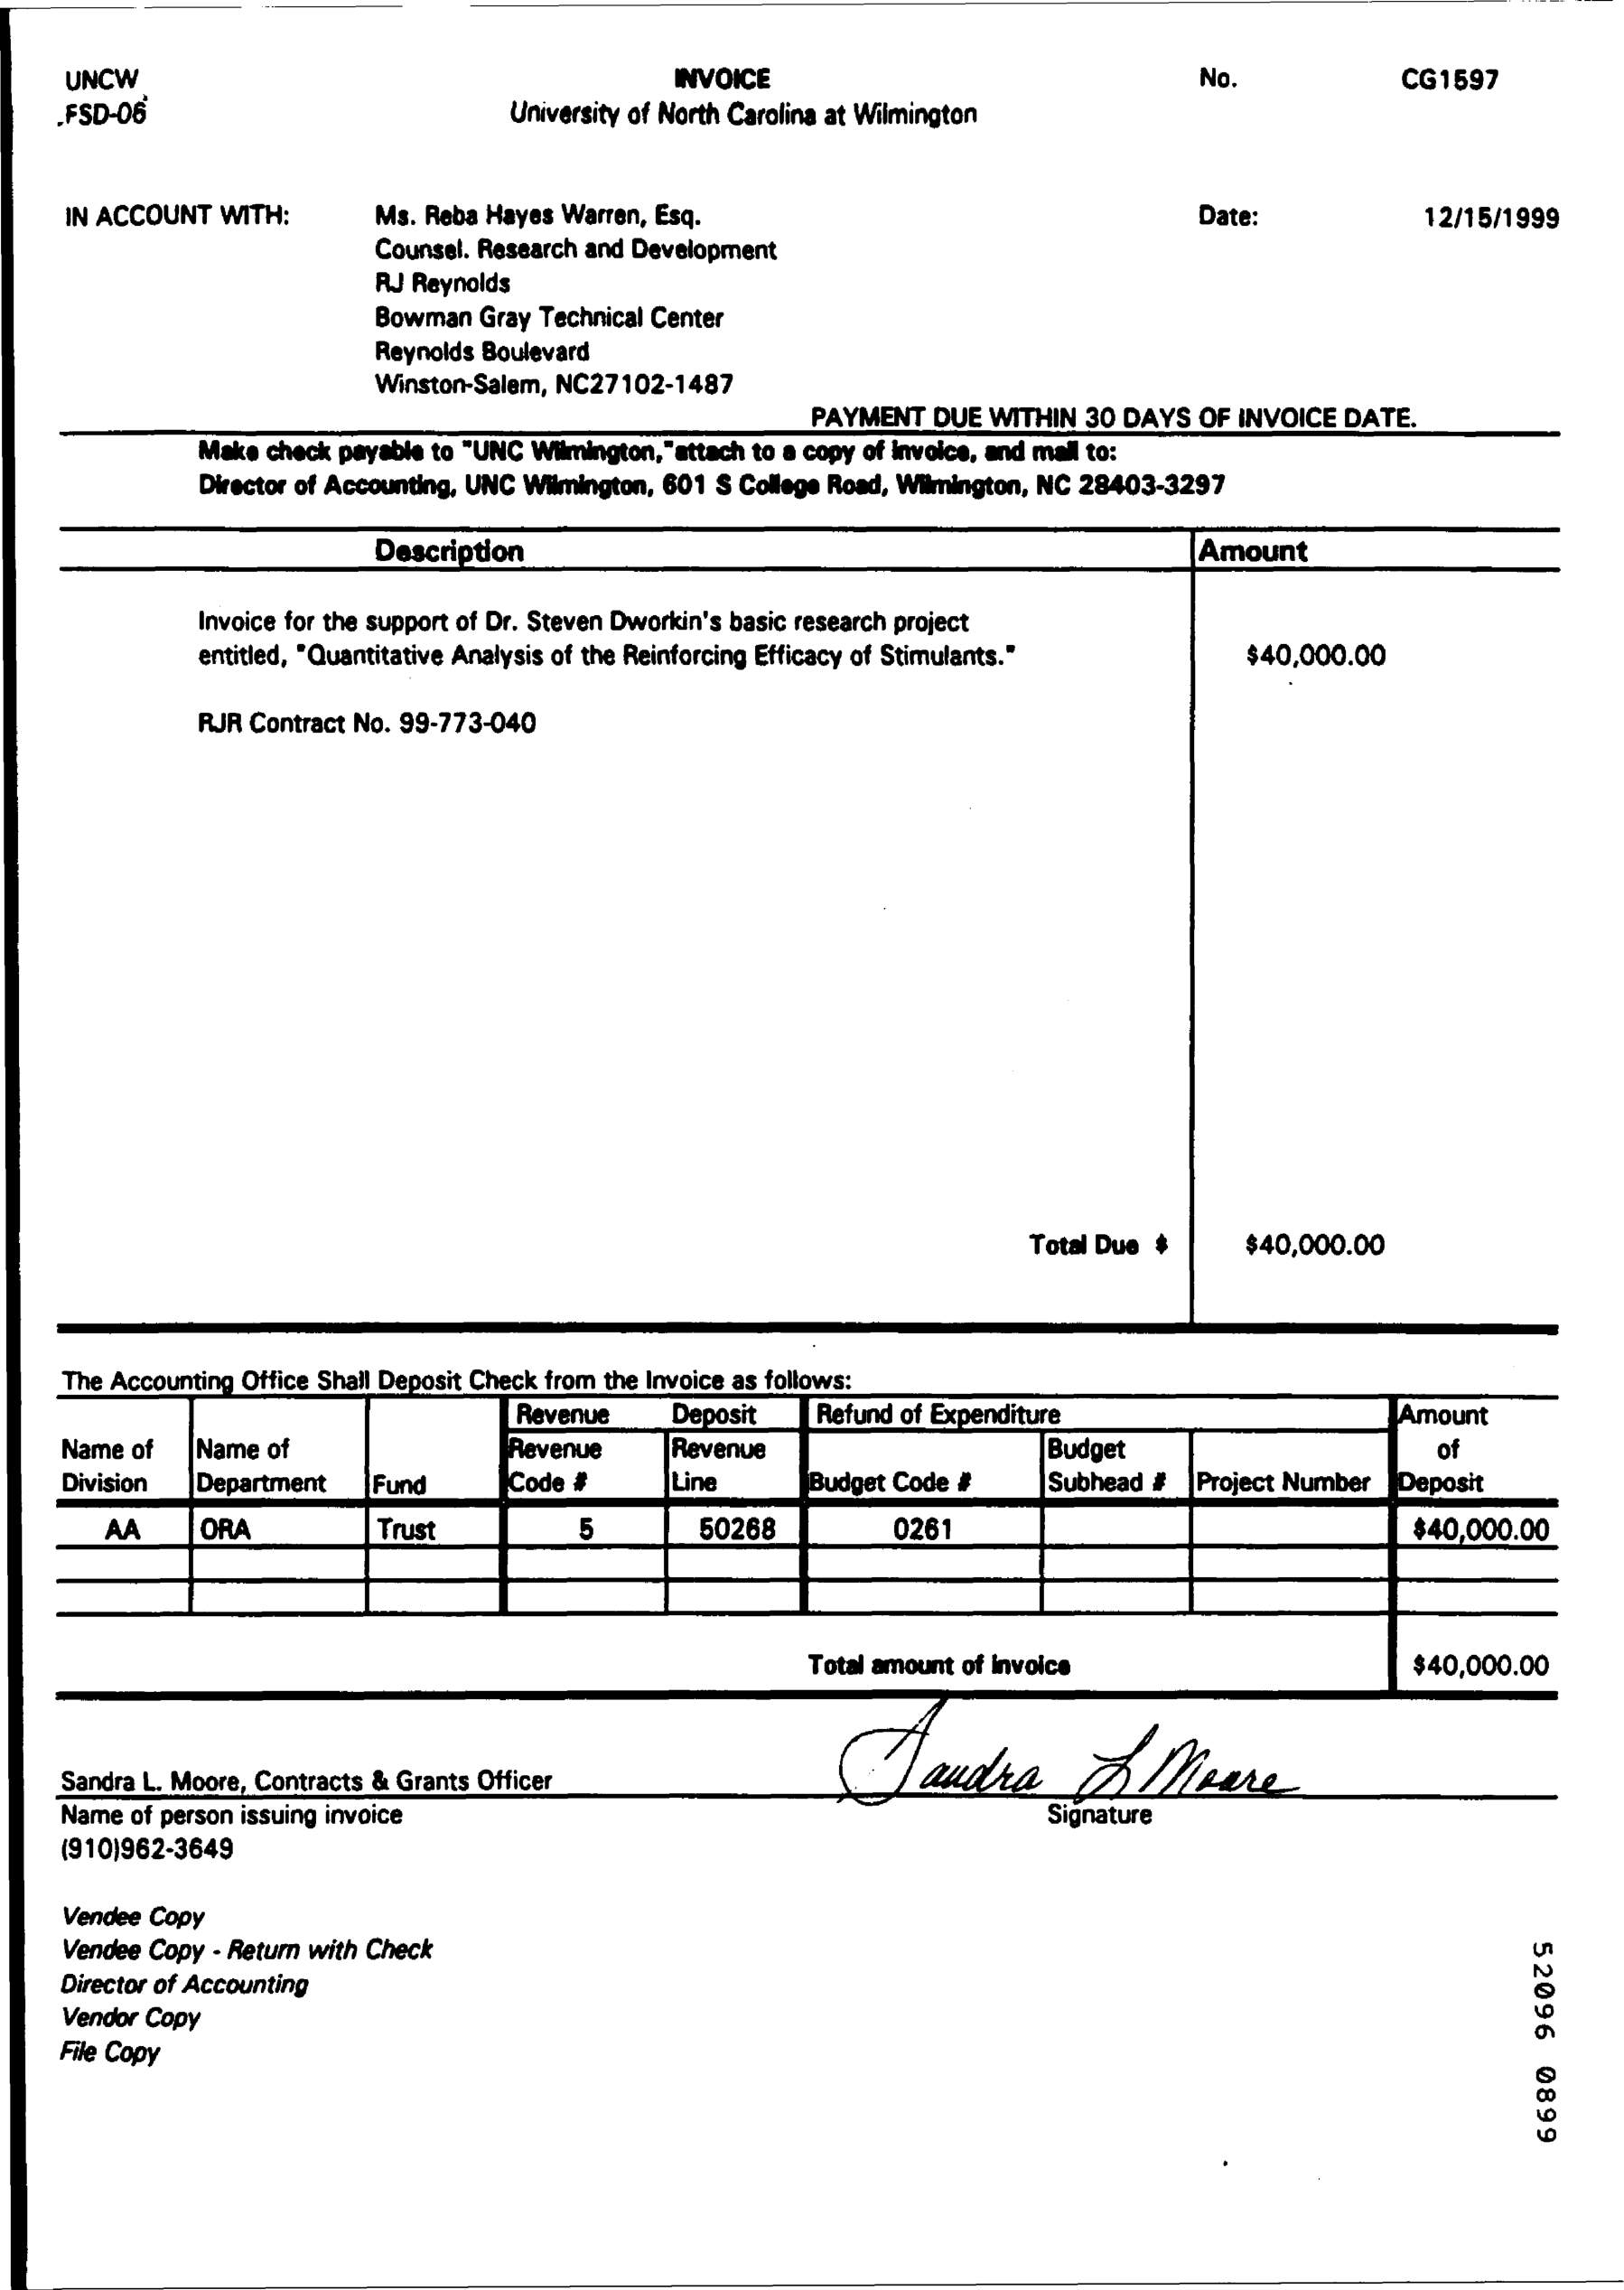 UNCW INVOICE No. CG1597
.FSD-06 University of North Carolina at Wilmington
IN ACCOUNT WITH: Ms. Reba Hayes Warren, Esq. Date: 12/15/1999
Counsel. Research and Development
RJ Reynolds
Bowman Gray Technical Center
Reynolds Boulevard
Winston-Salem, NC27102-1487
PAYMENT DUE WITHIN 30 DAYS OF INVOICE DATE.
Make check payable to "UNC Wilmington,"attach to a copy of invoice, and mail to:
Director of Accounting, UNC Wilmington, 601 S College Road, Wilmington, NC 28403-3297
Description Amount
Invoice for the support of Dr. Steven Dworkin's basic research project
entitled, "Quantitative Analysis of the Reinforcing Efficacy of Stimulants." $40,000.00
RJR Contract No. 99-773-040
Total Due $ $40,000.00
The Accounting Office Shall Deposit Check from the Invoice as follows:
Revenue Deposit Refund of Expenditure Amount
Name of Name of Revenue Revenue Budget of
Division Department Fund Code # Line Budget Code # Subhead # Project Number Deposit
AA ORA Trust 5 50268 0261 $40,000.00
Total amount of invoice $40,000.00
Sandra L. Moore, Contracts & Grants Officer Sandra L Moore
Name of person issuing invoice Signature
(910)962-3649
Vendee Copy
Vendee Copy - Return with Check
Director of Accounting
Vendor Copy
File Copy
52096 0899